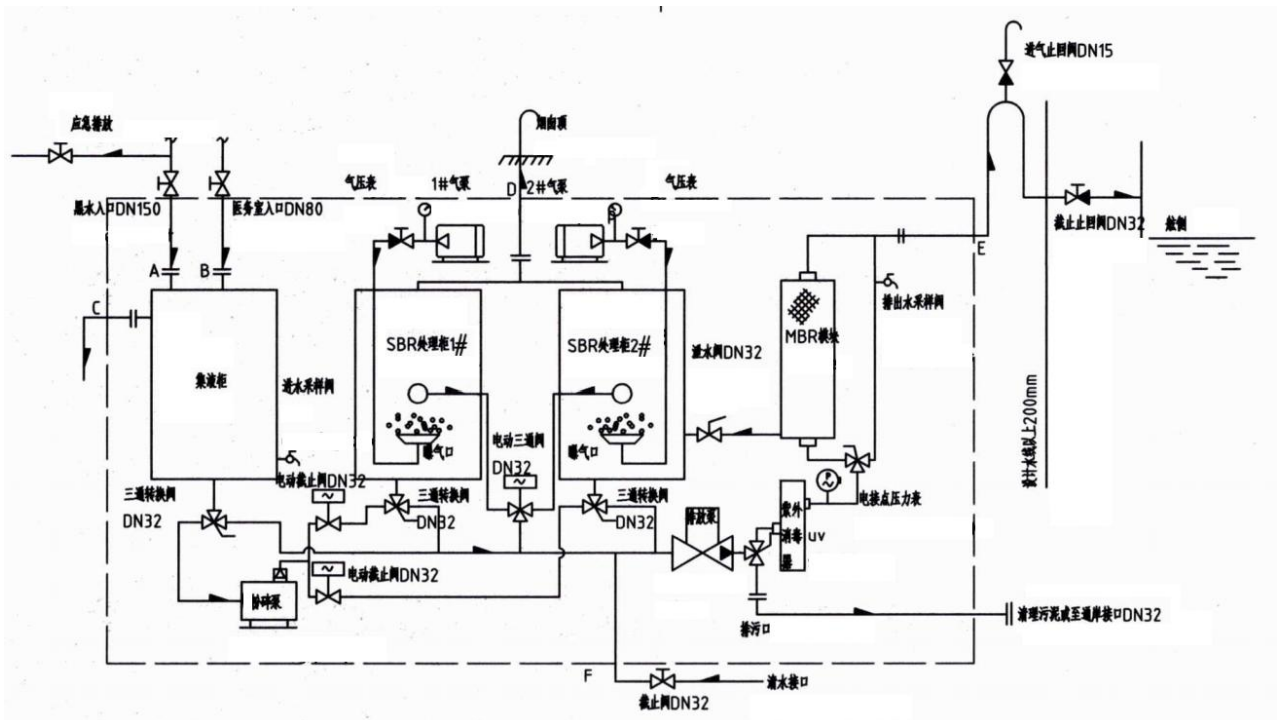 进气止回阀DN15
应急排放
烟囱顶
气压表
1#气泵
D
2#气泵
气压表
黑水入口DN150
医务室入口DN80
截止止回阀DN32
舷侧
E
A
B
C
排出水采样阀
SBR处理柜1#
SBR处理柜2#
泄水阀DN32
MBR模块
集液柜
进水采样阀
设计水线以上200mm
曝气口
电动三通阀
DN32
曝气口
电动截止阀DN32
三通转换阀
DN32
三通转换阀
DN32
三通转换阀
DN32
P
电接点压力表
排放泵
紫外
消毒
器
uv
电动截止阀DN32
粉碎泵
排污口
清理污泥或至通岸接口DN32
F
清水接口
截止阀DN32